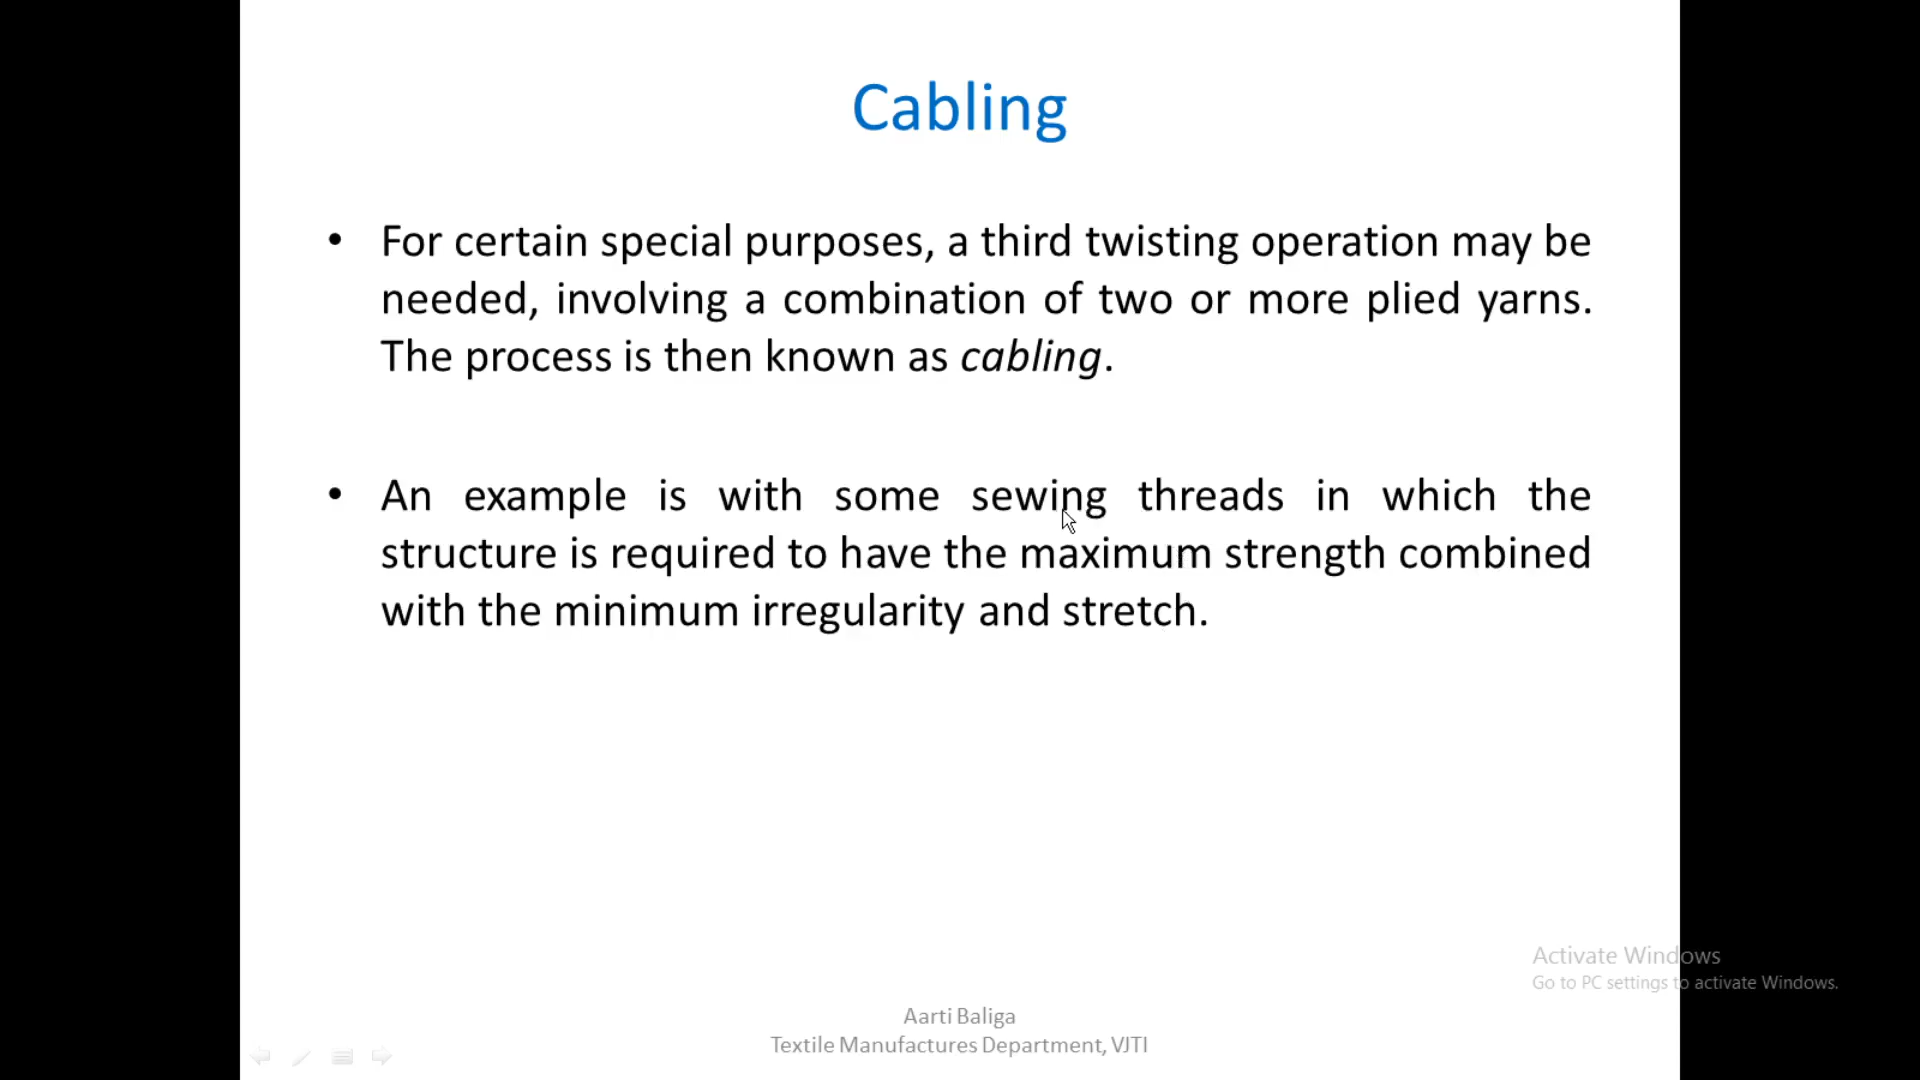 Cabling
• For certain special purposes, a third twisting operation may be
needed, involving a combination of two or more plied yarns.
The process is then known as cabling.
• An example is with some sewing threads in which the
structure is required to have the maximum strength combined
with the minimum irregularity and stretch.
Activate Windows
Go to PC settings to activate Windows.
Aarti Baliga
Textile Manufactures Department, VJTI